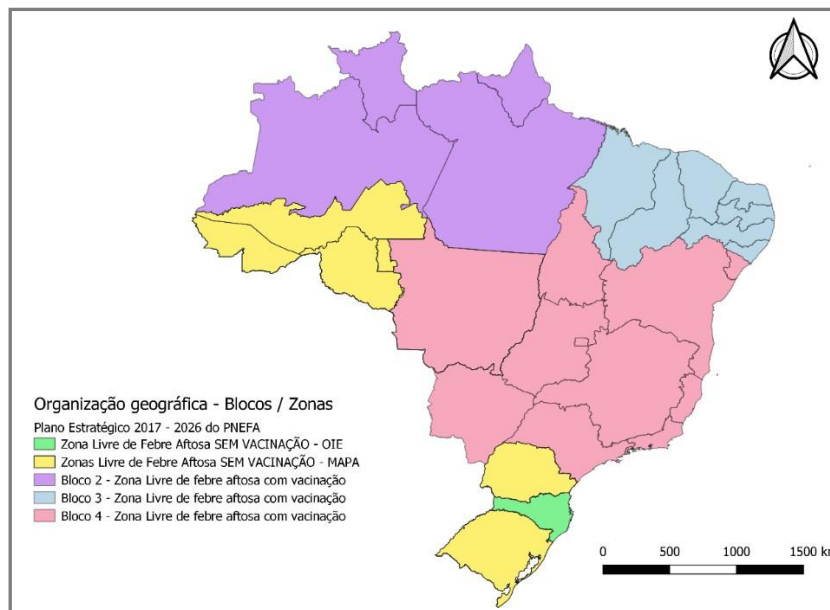 Organização geográfica - Blocos / Zonas
Plano Estratégico 2017 - 2026 do PNEFA
Zona Livre de Febre Aftosa SEM VACINAÇÃO - OIE
Zonas Livre de Febre Aftosa SEM VACINAÇÃO - MAPA
Bloco 2 - Zona Livre de febre aftosa com vacinação
Bloco 3 - Zona Livre de febre aftosa com vacinação
Bloco 4 - Zona Livre de febre aftosa com vacinação
0 500 1000 1500 km